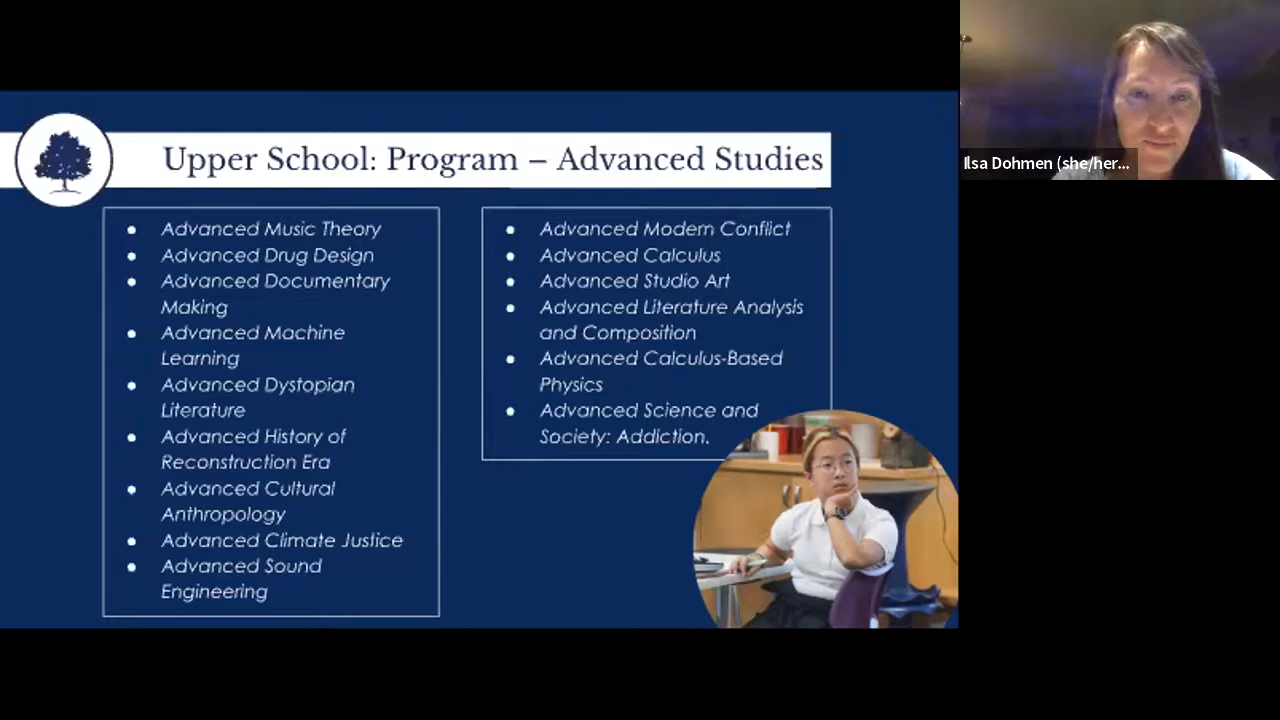 Upper School: Program – Advanced Studies
Advanced Music Theory
Advanced Drug Design
Advanced Documentary
Making
Advanced Machine
Learning
Advanced Dystopian
Literature
Advanced History of
Reconstruction Era
Advanced Cultural
Anthropology
Advanced Climate Justice
Advanced Sound
Engineering
Advanced Modern Conflict
Advanced Calculus
Advanced Studio Art
Advanced Literature Analysis
and Composition
Advanced Calculus-Based
Physics
Advanced Science and
Society: Addiction.
Ilsa Dohmen (she/her...